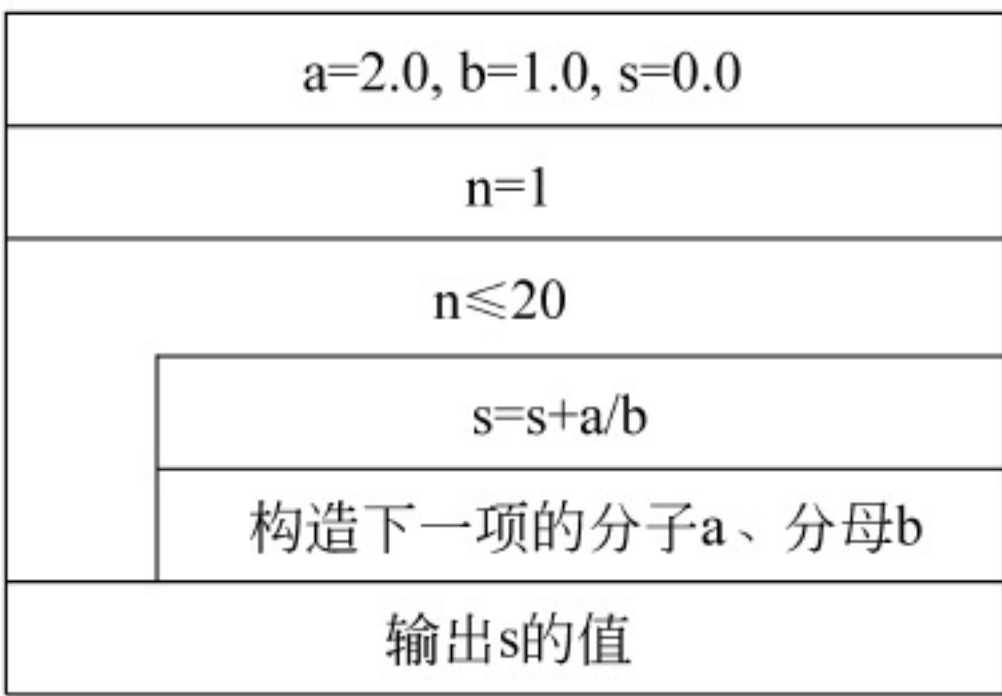 a=2.0, b=1.0, s=0.0
n=1
n≤20
s=s+a/b
构造下一项的分子a、分母b
输出s的值